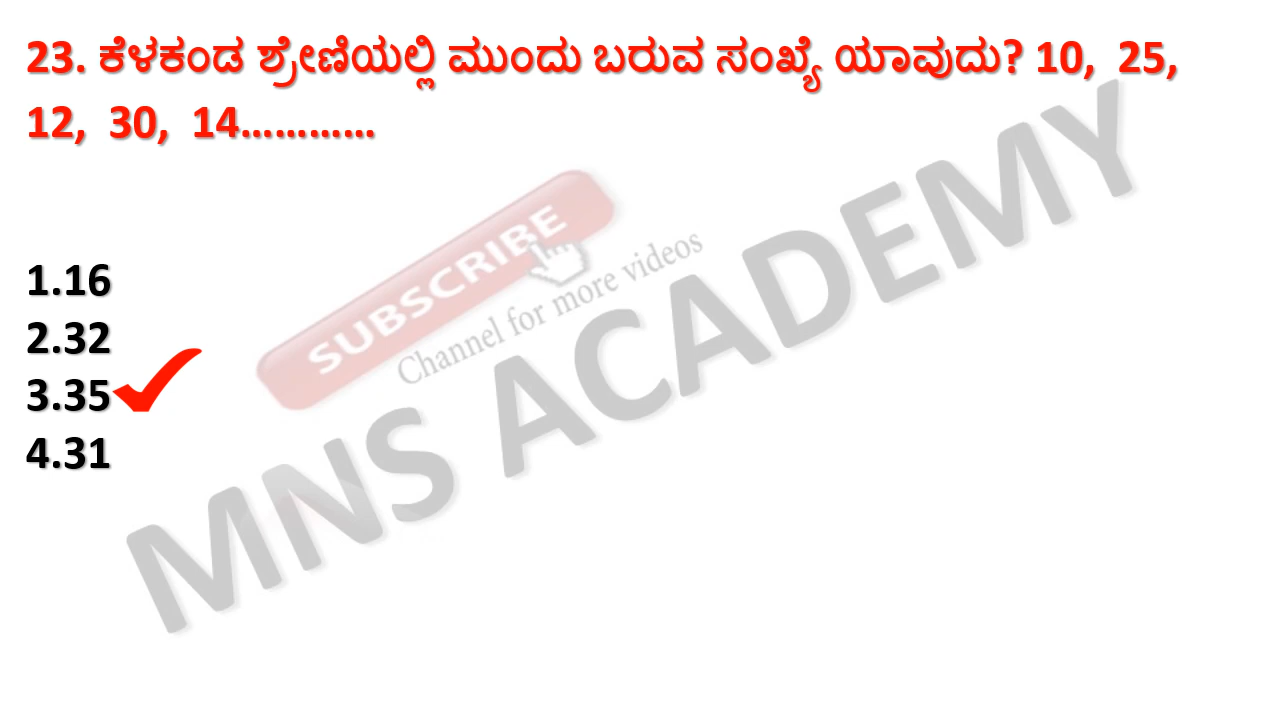 23. ಕೆಳಕಂಡ ಶ್ರೇಣಿಯಲ್ಲಿ ಮುಂದು ಬರುವ ಸಂಖ್ಯೆ ಯಾವುದು? 10, 25,
12, 30, 14............
1.16
2.32
3.35
4.31
SUBSCRIBE
Channel for more videos
MNS ACADEMY